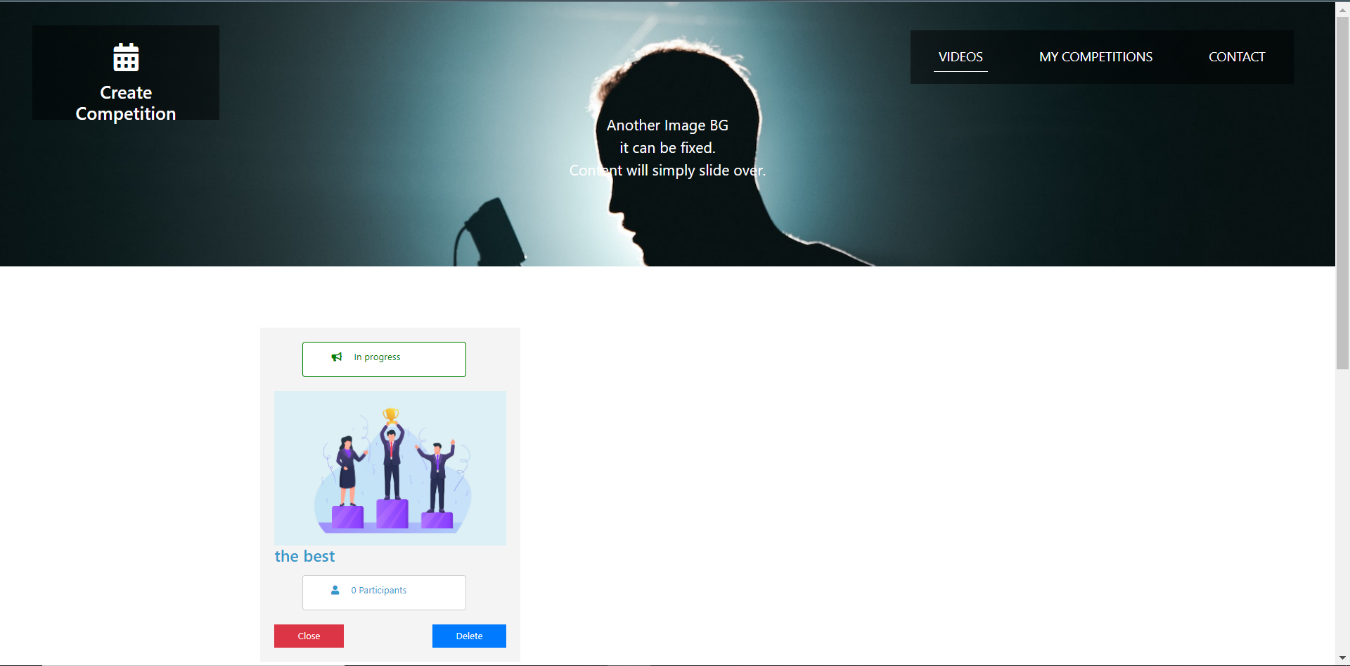 Create
Competition
VIDEOS
MY COMPETITIONS
CONTACT
Another Image BG
it can be fixed.
Content will simply slide over.
In progress
the best
0 Participants
Close
Delete